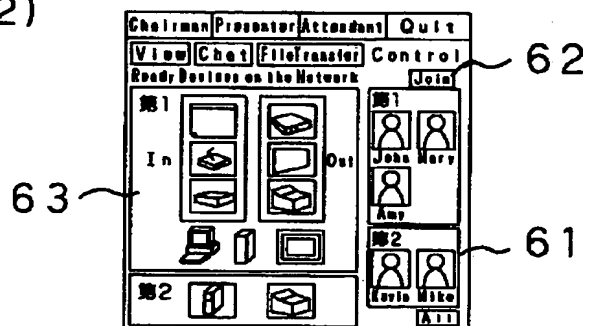 2)
Chairman Presenter Attendant Quit
View Chat FileTransfer Control
Ready Devices on the Network
Join
62
第1
第1
In
Out
John Mary
63
Amy
第2
61
Kevin Mike
第2
All